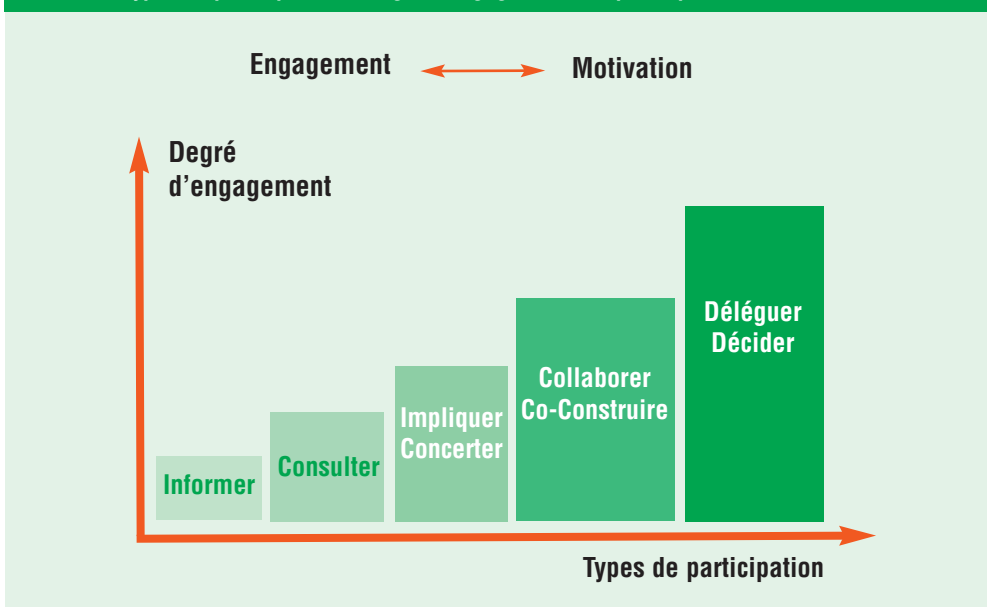 Engagement
Motivation
Degré
d’engagement
Informer
Consulter
Impliquer
Concerter
Collaborer
Co-Construire
Déléguer
Décider
Types de participation